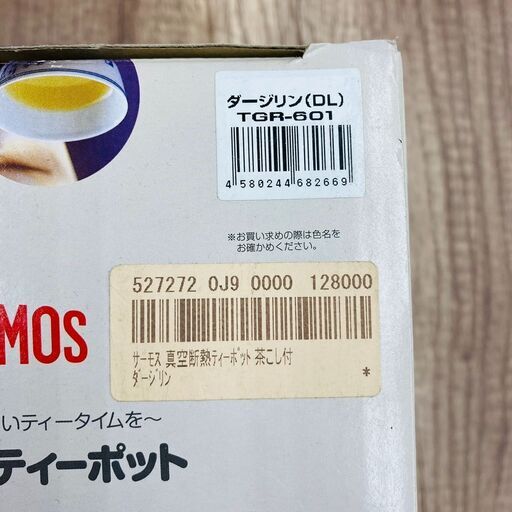 ダージリン(DL)
TGR-601
4580244682669
※お買い求めの際は色名を
お確かめください。
527272 0J9 0000 128000
サーモス 真空断熱ティーポット 茶こし付
ダージリン *
MOS
いティータイムを~
ティーポット